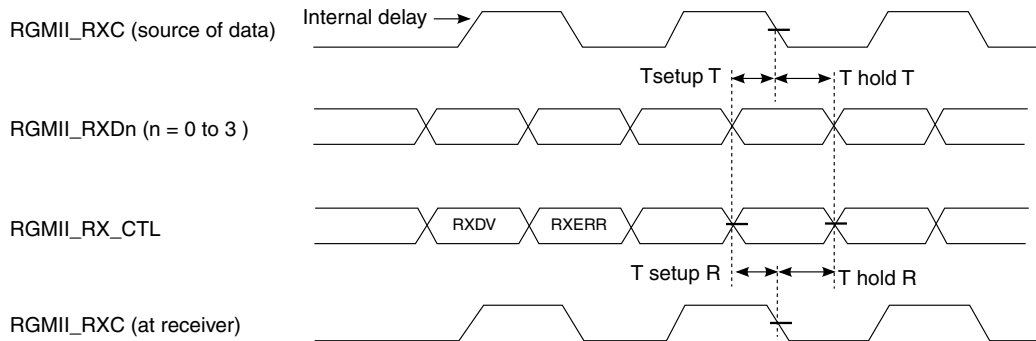 Internal delay
RGMII_RXC (source of data)
Tsetup T
T hold T
RGMII_RXDn (n = 0 to 3 )
RGMII_RX_CTL
RXDV
RXERR
T setup R
T hold R
RGMII_RXC (at receiver)